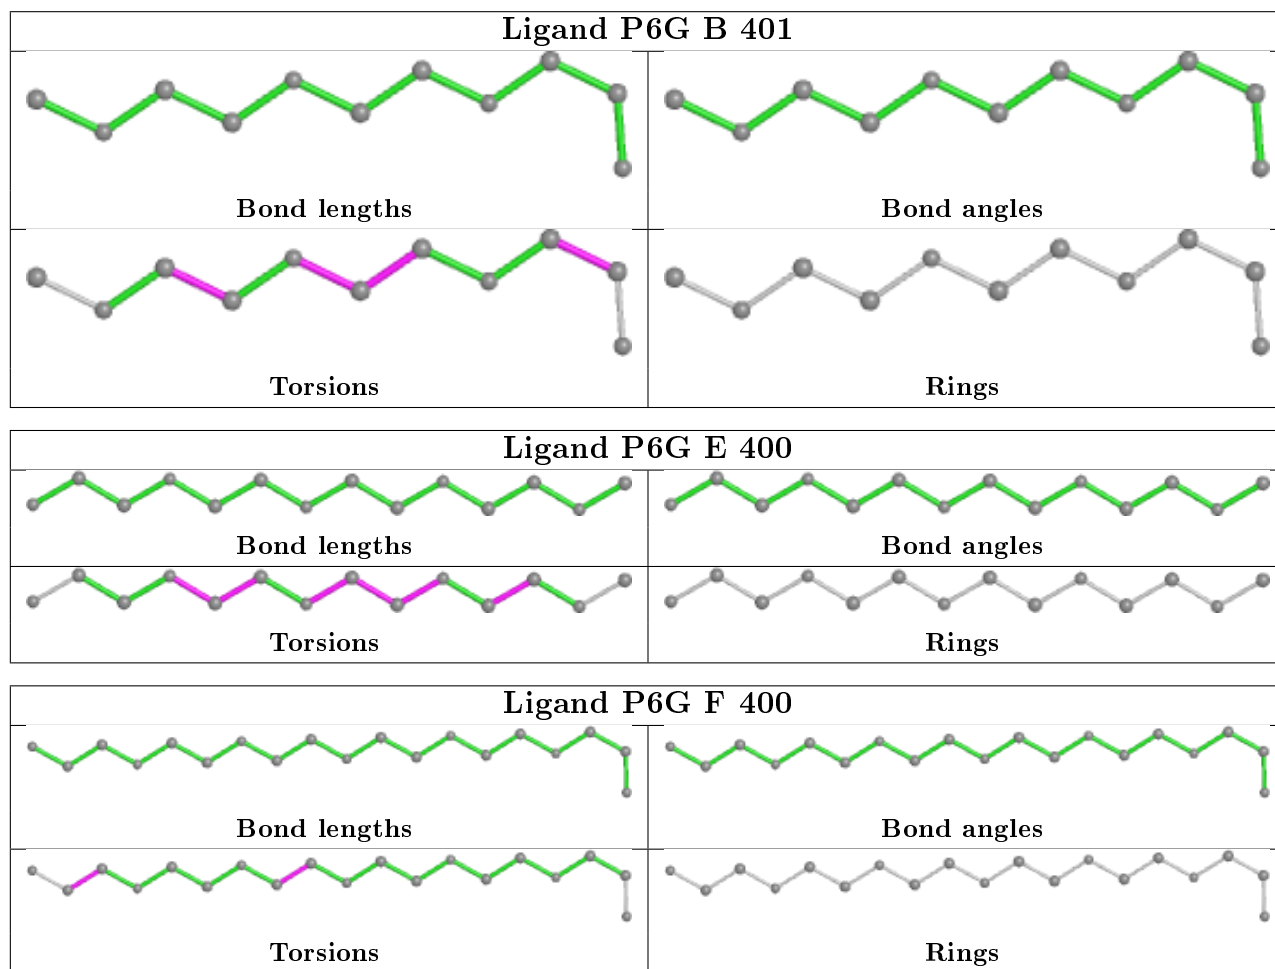 Ligand P6G B 401
Bond lengths
Bond angles
Torsions
Rings
Ligand P6G E 400
Bond lengths
Bond angles
Torsions
Rings
Ligand P6G F 400
Bond lengths
Bond angles
Torsions
Rings